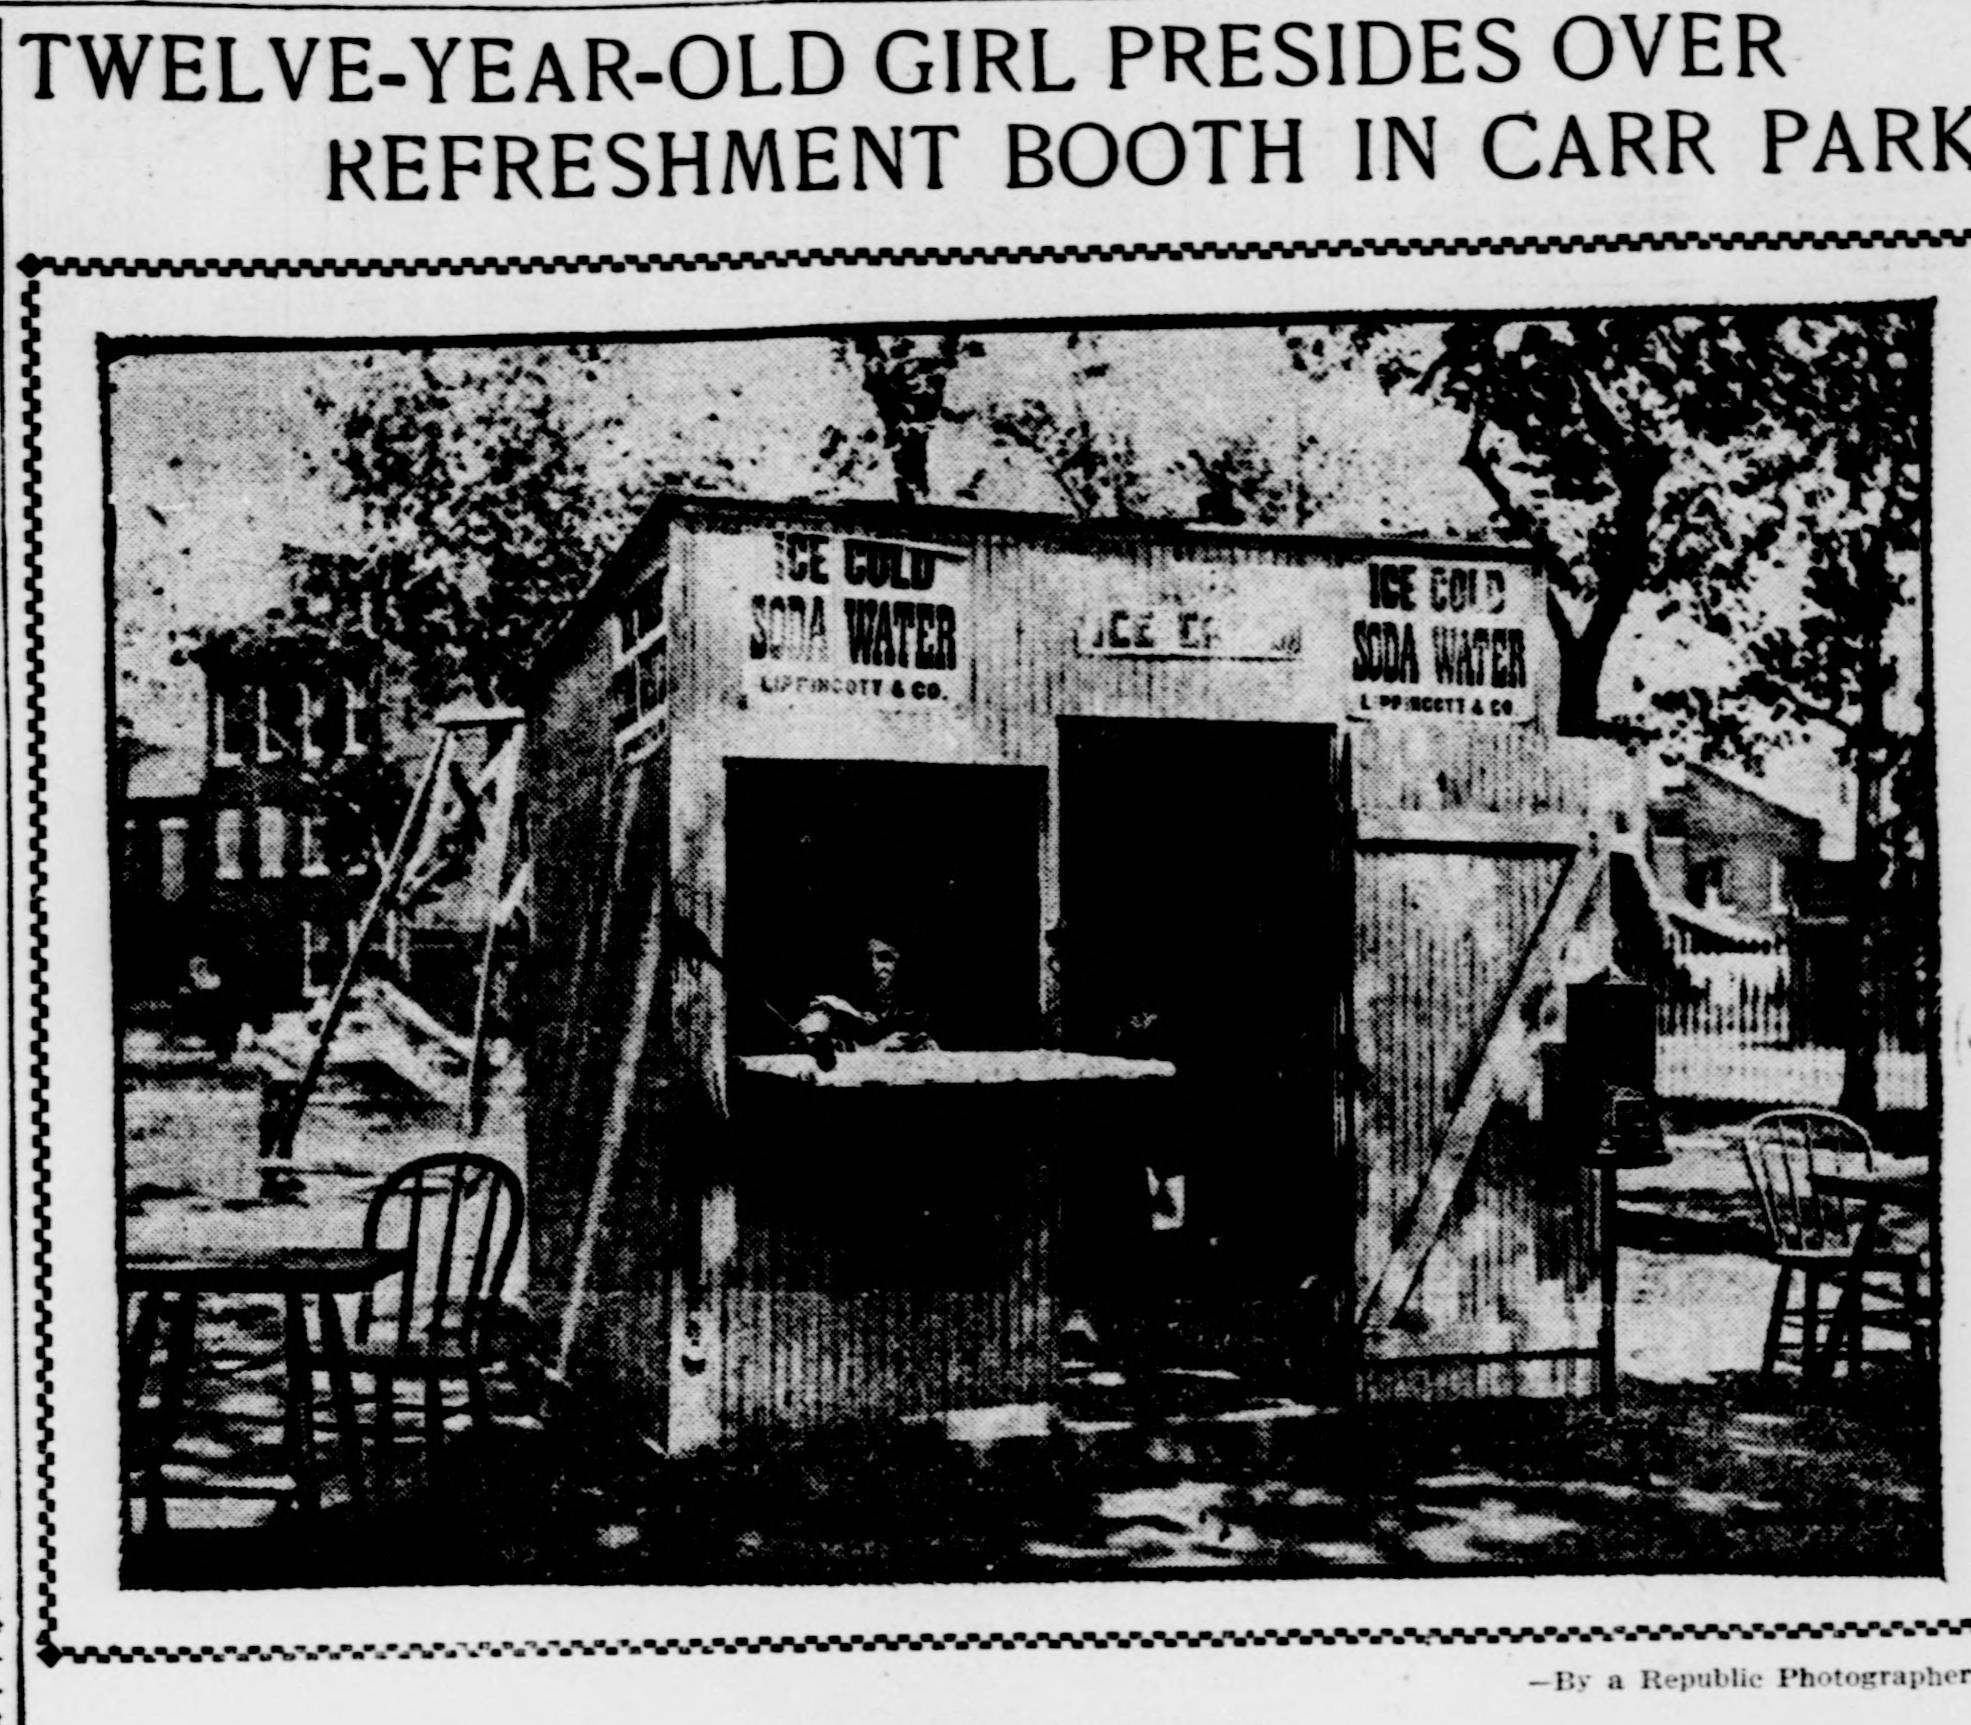 TWELVE-YEAR-OLD GIRL PRESIDES OVER
REFRESHMENT BOOTH IN CARR PARK
ICE COLD
SODA WATER
LIPPINCOTT & CO.
ICE
ICE COLD
SODA WATER
LIPPINCOTT & CO.
—By a Republic Photographer